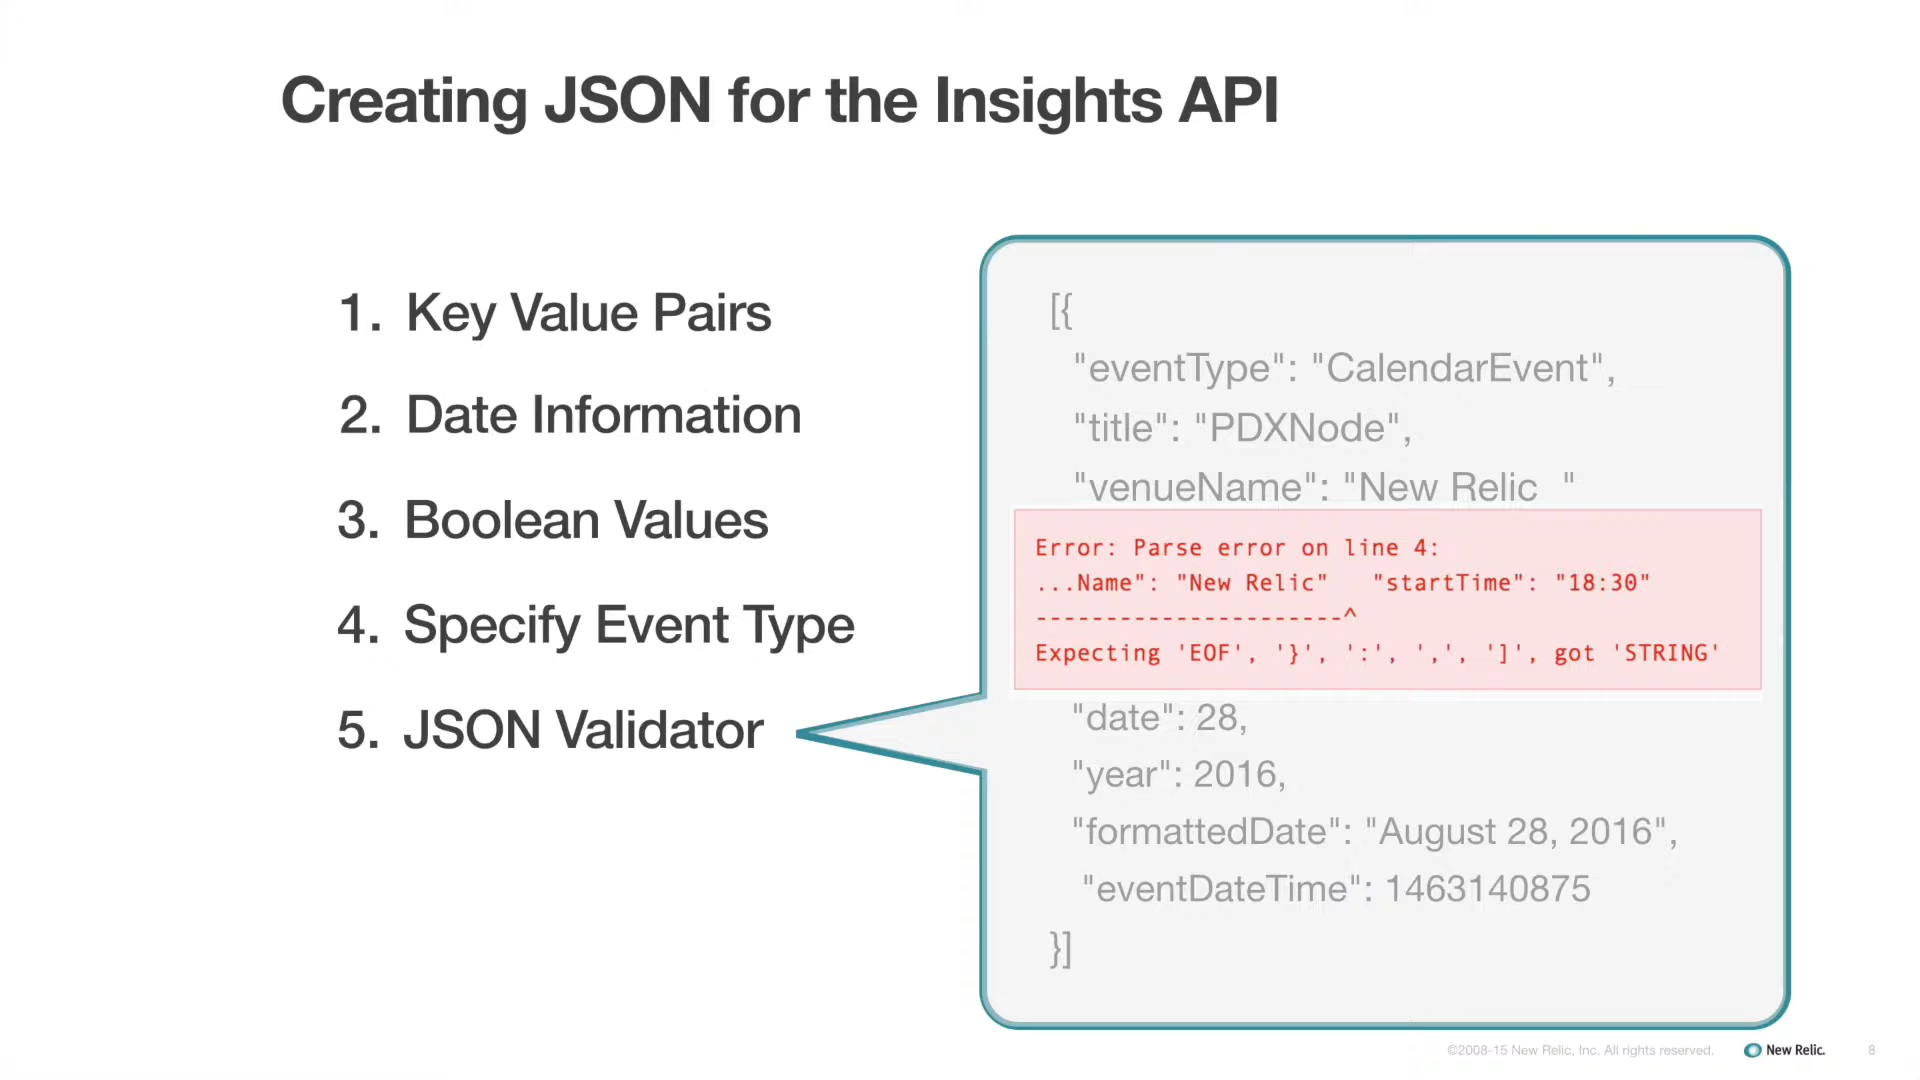 Creating JSON for the Insights API
1. Key Value Pairs
2. Date Information
3. Boolean Values
4. Specify Event Type
5. JSON Validator
[{
"eventType": "CalendarEvent",
"title": "PDXNode",
"venueName": "New Relic  "
Error: Parse error on line 4:
...Name": "New Relic"   "startTime": "18:30"
----------------------^
Expecting 'EOF', '}', ':', ',', ']', got 'STRING'
"date": 28,
"year": 2016,
"formattedDate": "August 28, 2016",
"eventDateTime": 1463140875
}]
©2008-15 New Relic, Inc. All rights reserved.
New Relic.
8